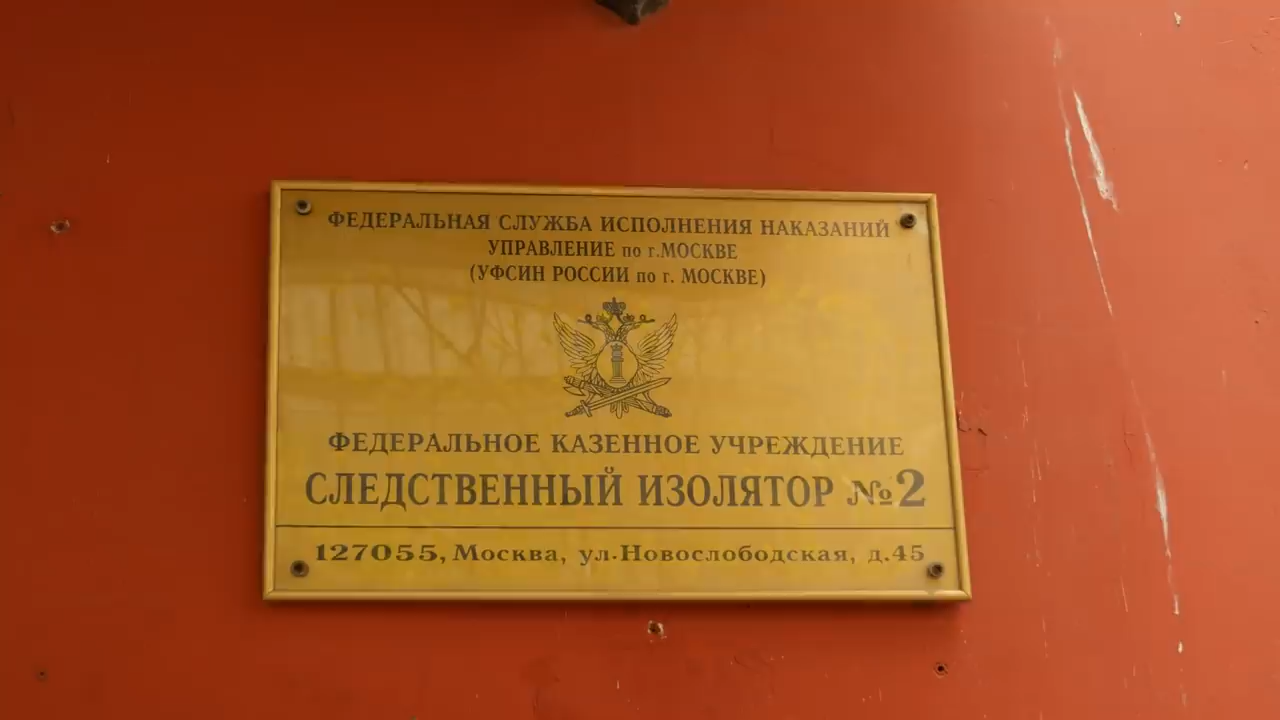 ФЕДЕРАЛЬНАЯ СЛУЖБА ИСПОЛНЕНИЯ НАКАЗАНИЙ
УПРАВЛЕНИЕ по г.МОСКВЕ
(УФСИН РОССИИ по г. МОСКВЕ)
ФЕДЕРАЛЬНОЕ КАЗЕННОЕ УЧРЕЖДЕНИЕ
СЛЕДСТВЕННЫЙ ИЗОЛЯТОР №2
127055, Москва, ул.Новослободская, д.45